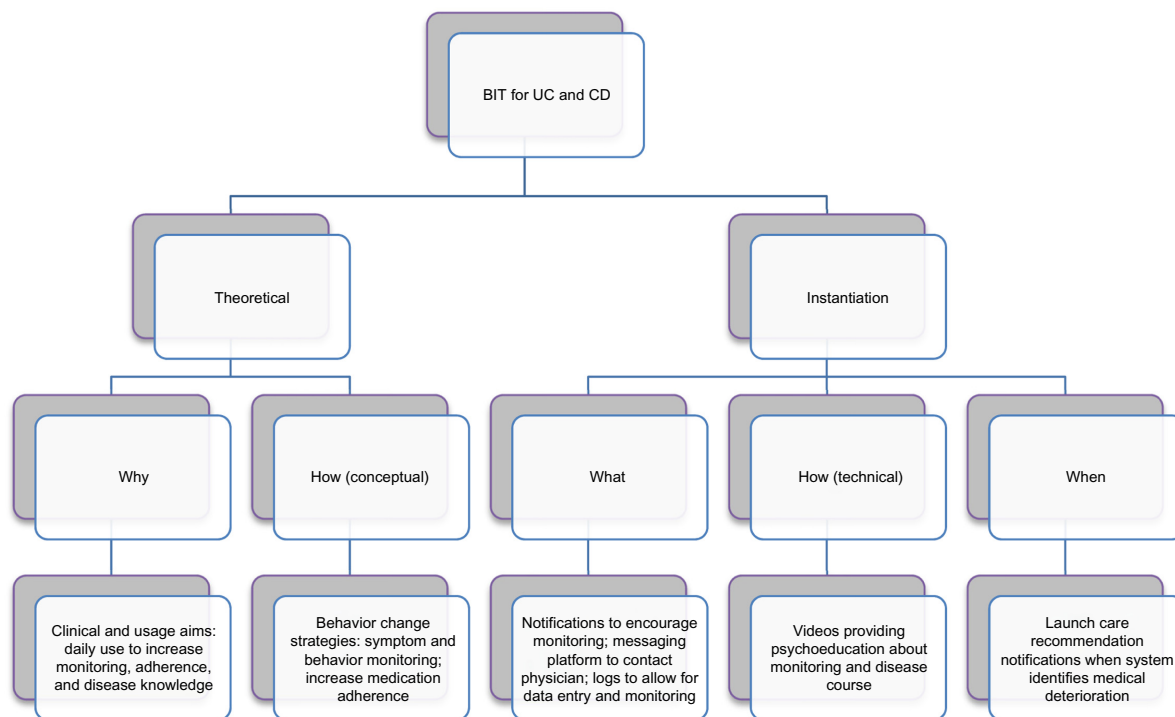 BIT for UC and CD
Theoretical
Instantiation
Why
How (conceptual)
What
How (technical)
When
Clinical and usage aims:
daily use to increase
monitoring, adherence,
and disease knowledge
Behavior change
strategies: symptom and
behavior monitoring;
increase medication
adherence
Notifications to encourage
monitoring; messaging
platform to contact
physician; logs to allow for
data entry and monitoring
Videos providing
psychoeducation about
monitoring and disease
course
Launch care
recommendation
notifications when system
identifies medical
deterioration